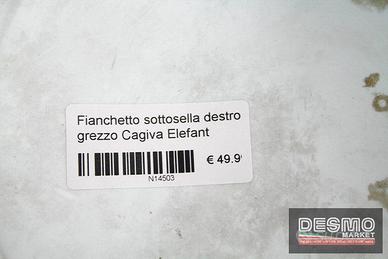 Fianchetto sottosella destro
grezzo Cagiva Elefant
€ 49.9
N14503
DESMO
MARKET